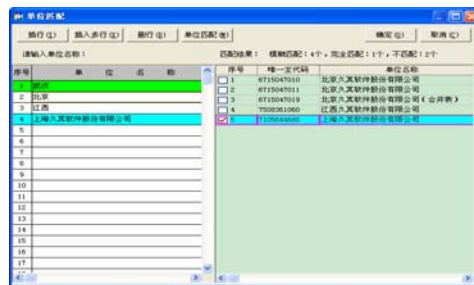 单位匹配
插行(I) 插入多行(Q) 删行(D) 单位匹配(M) 确定(Q) 取消(C)
请输入单位名称： 匹配结果： 模糊匹配：4个，完全匹配：1个，不匹配：2个
序号 单 位 名 称 序号 唯一主代码 单位名称
1 武汉 1 6715047010 北京久其软件股份有限公司
2 北京 2 6715047011 北京久其软件股份有限公司
3 江西 3 6715047019 北京久其软件股份有限公司(合并表)
4 上海久其软件股份有限公司 4 7508361060 江西久其软件股份有限公司
5 5 7105644680 上海久其软件股份有限公司
6
7
8
9
10
11
12
13
14
15
16
17